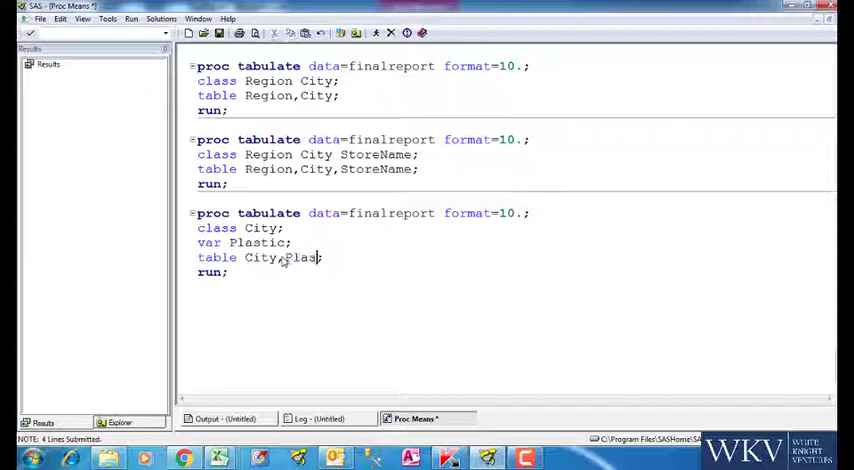 SAS - [Proc Means *]
File Edit View Tools Run Solutions Window Help
Results
Results
proc tabulate data=finalreport format=10.;
class Region City;
table Region,City;
run;
proc tabulate data=finalreport format=10.;
class Region City StoreName;
table Region,City,StoreName;
run;
proc tabulate data=finalreport format=10.;
class City;
var Plastic;
table City,Plas;
run;
Results Explorer
Output - (Untitled) Log - (Untitled) Proc Means *
NOTE: 4 Lines Submitted. C:\Program Files\SASHome\SAS
WKV WHITE KNIGHT VENTURES